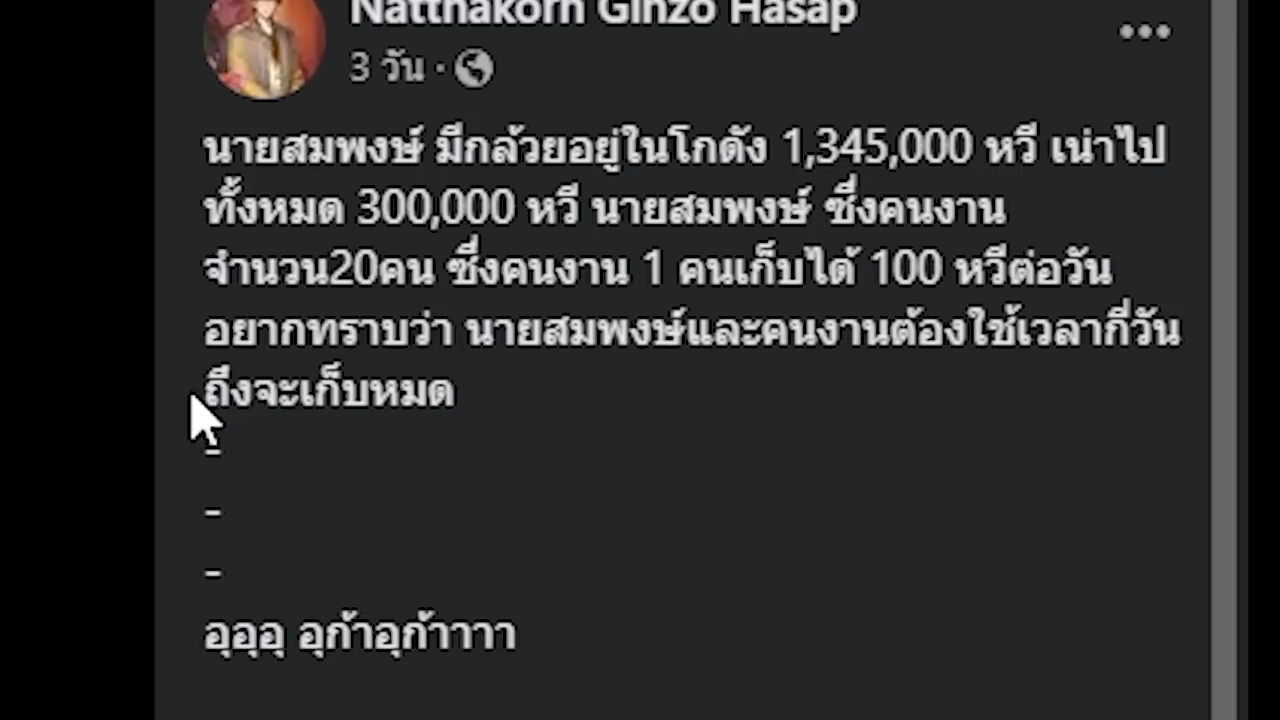 Natthakorn Ginzo Hasap
3 วัน ·
นายสมพงษ์ มีกล้วยอยู่ในโกดัง 1,345,000 หวี เน่าไป
ทั้งหมด 300,000 หวี นายสมพงษ์ ซึ่งคนงาน
จำนวน20คน ซึ่งคนงาน 1 คนเก็บได้ 100 หวีต่อวัน
อยากทราบว่า นายสมพงษ์และคนงานต้องใช้เวลากี่วัน
ถึงจะเก็บหมด
-
-
-
อุอุอุ อุก้าอุก้าาาา